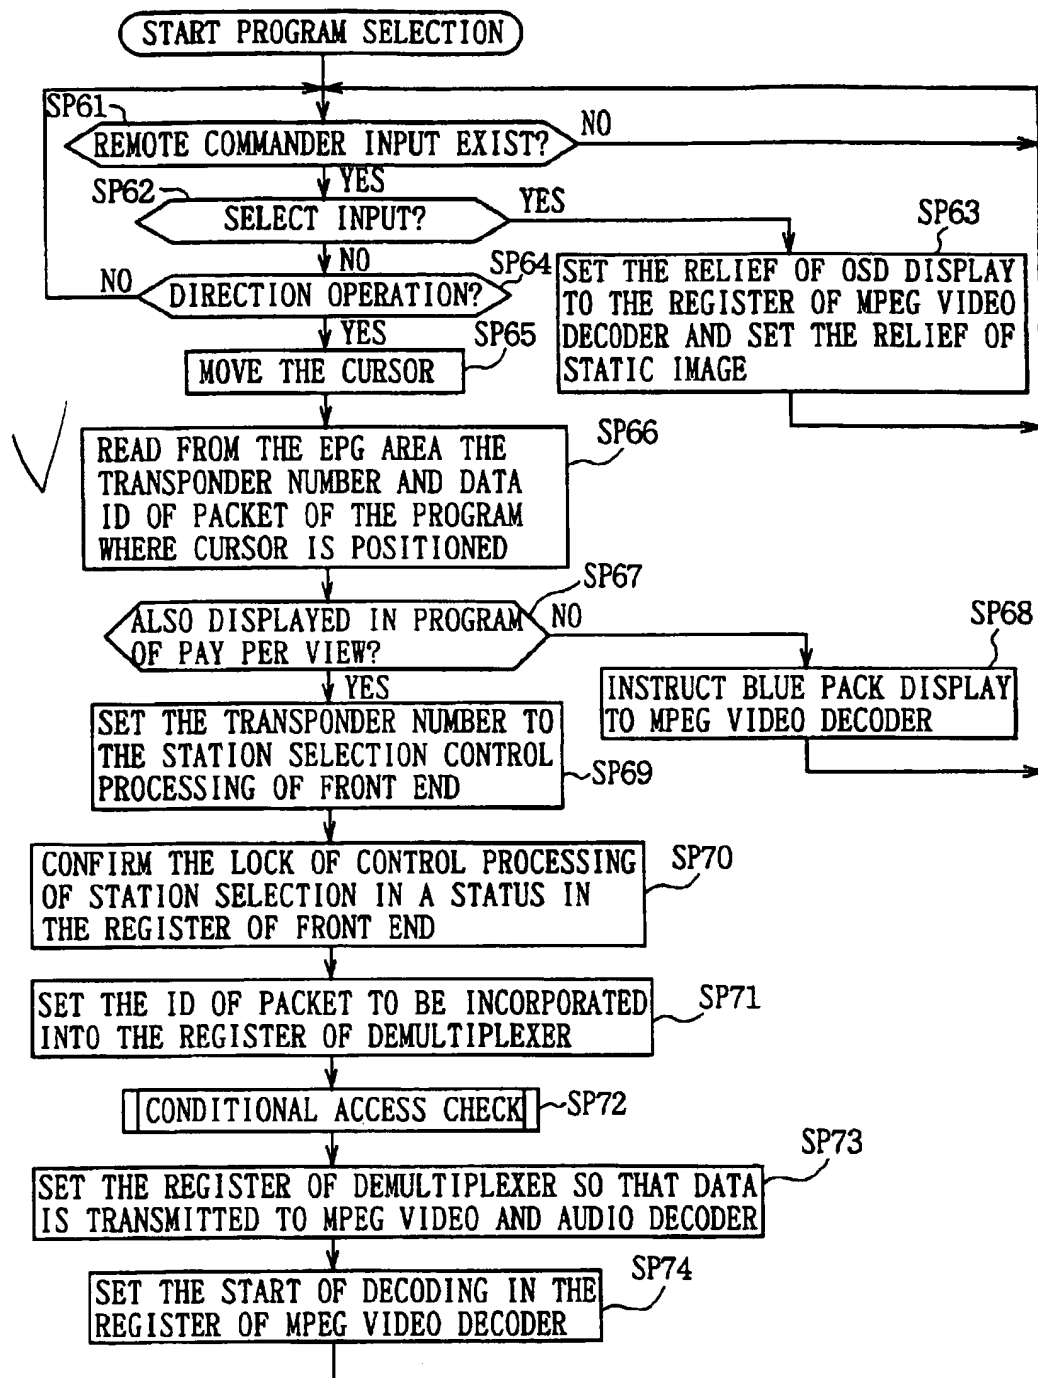 START PROGRAM SELECTION
SP61
REMOTE COMMANDER INPUT EXIST?
NO
YES
SP62
SELECT INPUT?
YES
SP63
SET THE RELIEF OF OSD DISPLAY
TO THE REGISTER OF MPEG VIDEO
DECODER AND SET THE RELIEF OF
STATIC IMAGE
NO
SP64
NO
DIRECTION OPERATION?
YES
SP65
MOVE THE CURSOR
SP66
READ FROM THE EPG AREA THE
TRANSPONDER NUMBER AND DATA
ID OF PACKET OF THE PROGRAM
WHERE CURSOR IS POSITIONED
SP67
ALSO DISPLAYED IN PROGRAM
OF PAY PER VIEW?
NO
SP68
INSTRUCT BLUE PACK DISPLAY
TO MPEG VIDEO DECODER
YES
SET THE TRANSPONDER NUMBER TO
THE STATION SELECTION CONTROL
PROCESSING OF FRONT END
SP69
CONFIRM THE LOCK OF CONTROL PROCESSING
OF STATION SELECTION IN A STATUS IN
THE REGISTER OF FRONT END
SP70
SET THE ID OF PACKET TO BE INCORPORATED
INTO THE REGISTER OF DEMULTIPLEXER
SP71
CONDITIONAL ACCESS CHECK
SP72
SP73
SET THE REGISTER OF DEMULTIPLEXER SO THAT DATA
IS TRANSMITTED TO MPEG VIDEO AND AUDIO DECODER
SP74
SET THE START OF DECODING IN THE
REGISTER OF MPEG VIDEO DECODER